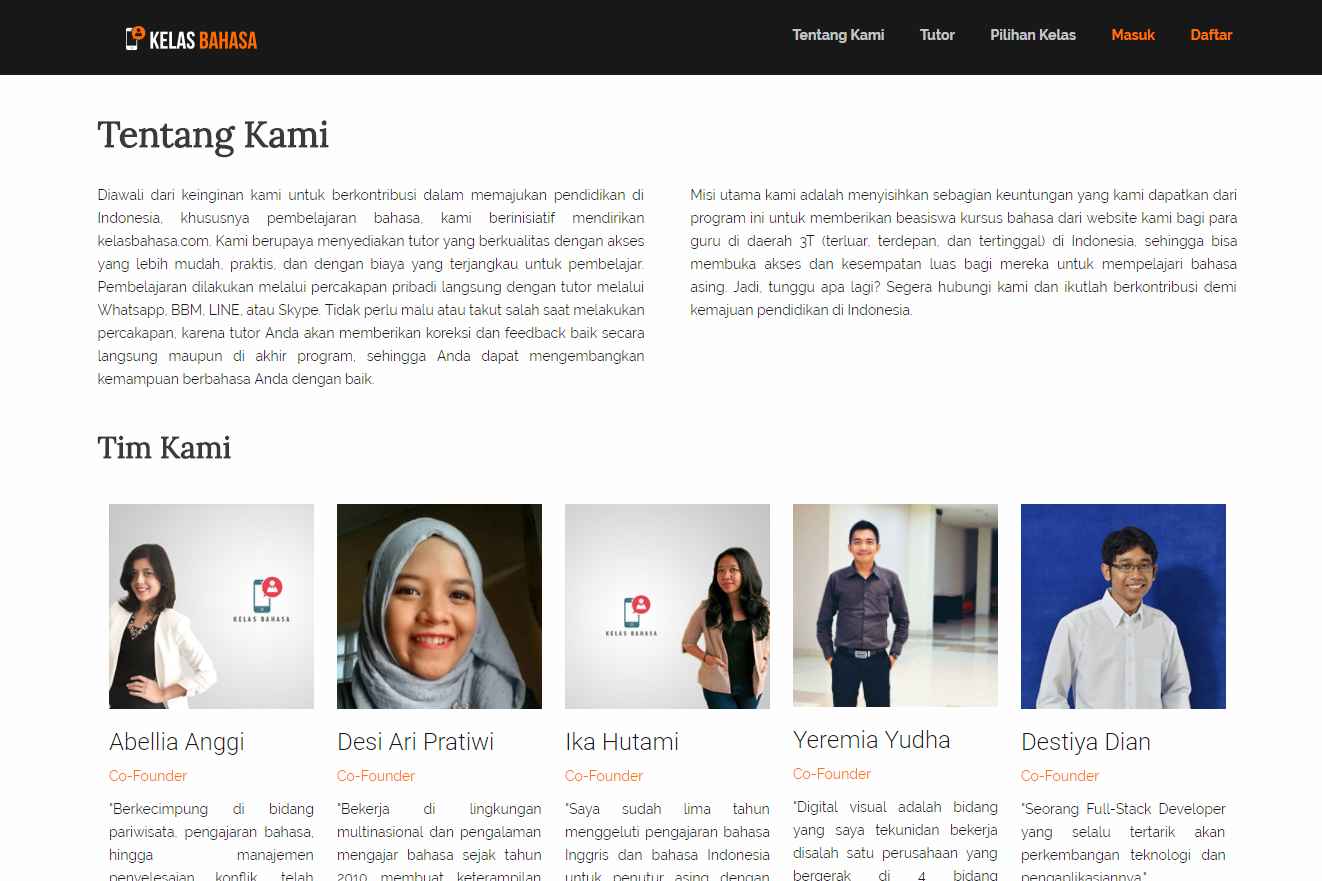 KELAS BAHASA
Tentang Kami
Tutor
Pilihan Kelas
Masuk
Daftar
Tentang Kami
Diawali dari keinginan kami untuk berkontribusi dalam memajukan pendidikan di
Indonesia, khususnya pembelajaran bahasa, kami berinisiatif mendirikan
kelasbahasa.com. Kami berupaya menyediakan tutor yang berkualitas dengan akses
yang lebih mudah, praktis, dan dengan biaya yang terjangkau untuk pembelajar.
Pembelajaran dilakukan melalui percakapan pribadi langsung dengan tutor melalui
Whatsapp, BBM, LINE, atau Skype. Tidak perlu malu atau takut salah saat melakukan
percakapan, karena tutor Anda akan memberikan koreksi dan feedback baik secara
langsung maupun di akhir program, sehingga Anda dapat mengembangkan
kemampuan berbahasa Anda dengan baik.
Misi utama kami adalah menyisihkan sebagian keuntungan yang kami dapatkan dari
program ini untuk memberikan beasiswa kursus bahasa dari website kami bagi para
guru di daerah 3T (terluar, terdepan, dan tertinggal) di Indonesia, sehingga bisa
membuka akses dan kesempatan luas bagi mereka untuk mempelajari bahasa
asing. Jadi, tunggu apa lagi? Segera hubungi kami dan ikutlah berkontribusi demi
kemajuan pendidikan di Indonesia.
Tim Kami
KELAS BAHASA
KELAS BAHASA
Abellia Anggi
Co-Founder
"Berkecimpung di bidang
pariwisata, pengajaran bahasa,
hingga manajemen
penyelesaian konflik telah
Desi Ari Pratiwi
Co-Founder
"Bekerja di lingkungan
multinasional dan pengalaman
mengajar bahasa sejak tahun
2010 membuat keterampilan
Ika Hutami
Co-Founder
"Saya sudah lima tahun
menggeluti pengajaran bahasa
Inggris dan bahasa Indonesia
untuk penutur asing dengan
Yeremia Yudha
Co-Founder
"Digital visual adalah bidang
yang saya tekunidan bekerja
disalah satu perusahaan yang
bergerak di 4 bidang
Destiya Dian
Co-Founder
"Seorang Full-Stack Developer
yang selalu tertarik akan
perkembangan teknologi dan
pengaplikasiannya."